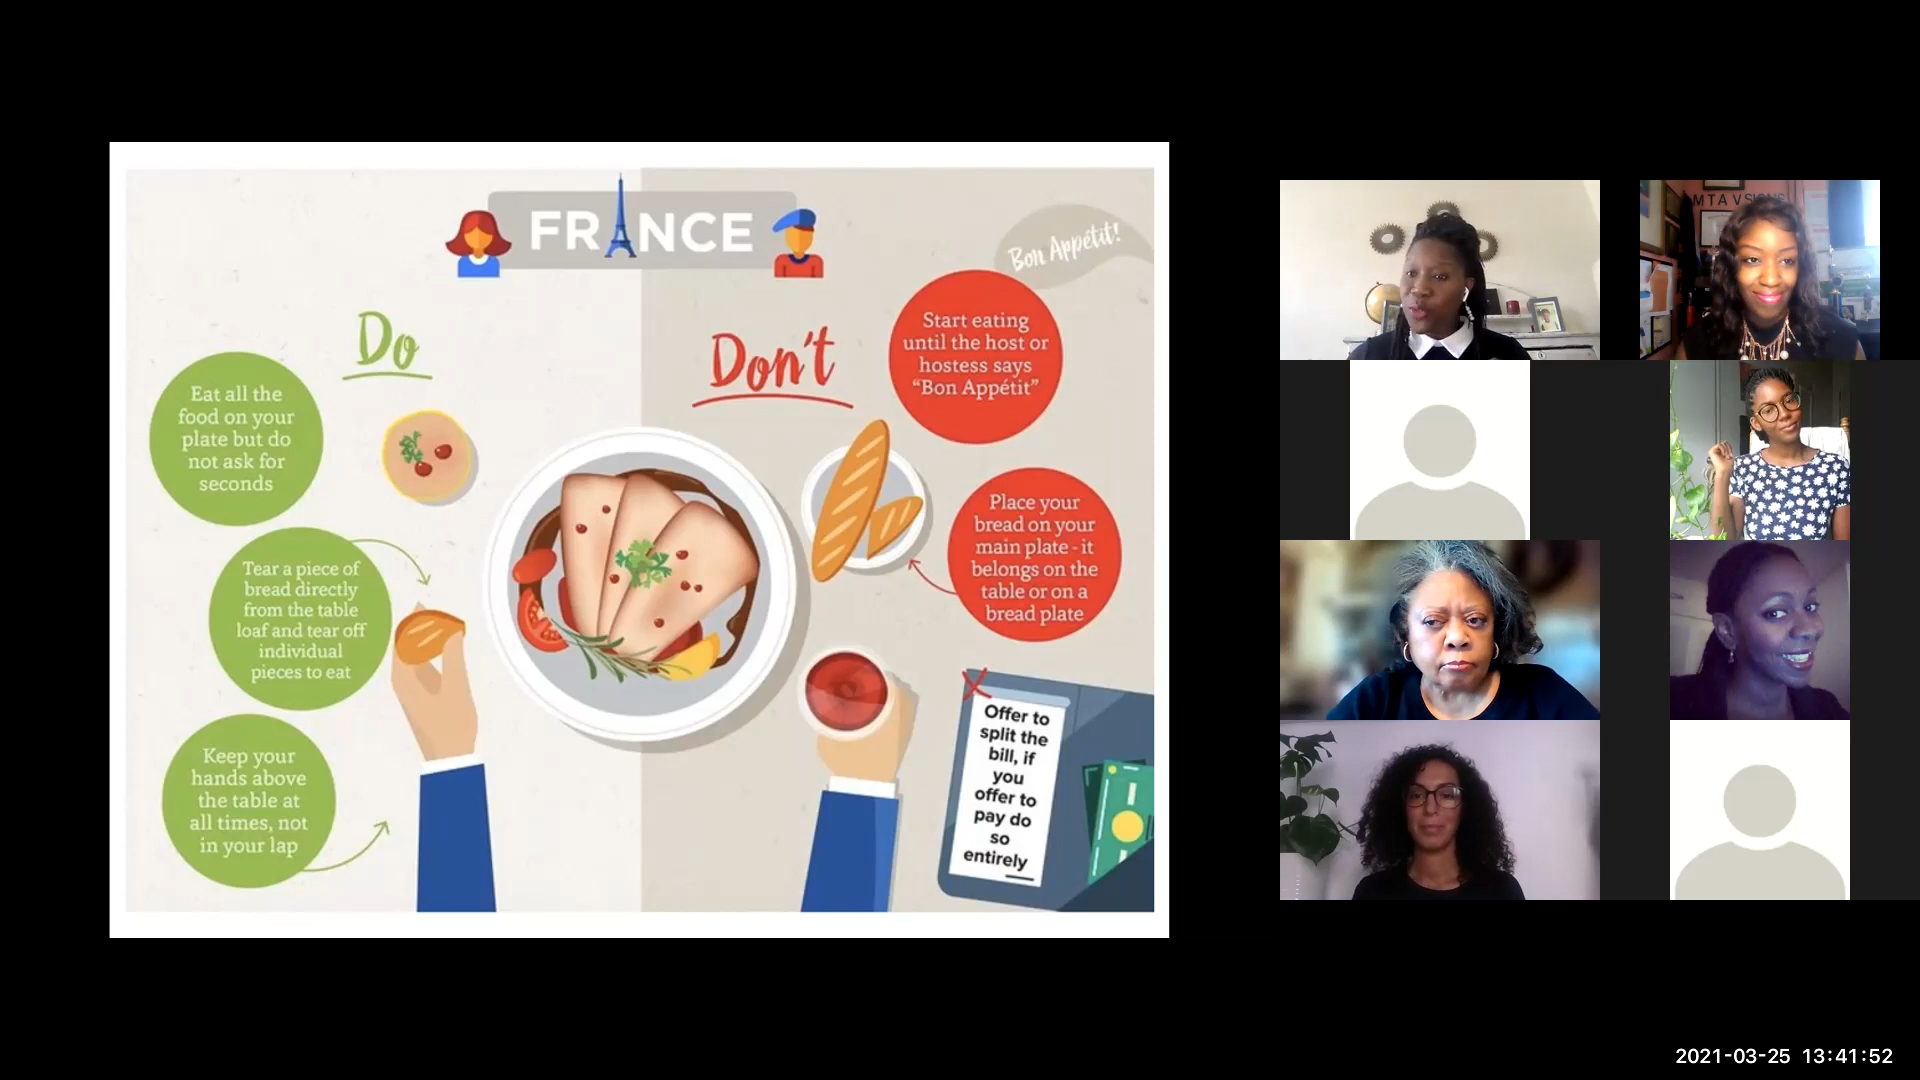 FRANCE
Bon Appétit!
Do
Don't
Eat all the
food on your
plate but do
not ask for
seconds
Tear a piece of
bread directly
from the table
loaf and tear off
individual
pieces to eat
Keep your
hands above
the table at
all times, not
in your lap
Start eating
until the host or
hostess says
“Bon Appétit”
Place your
bread on your
main plate - it
belongs on the
table or on a
bread plate
Offer to
split the
bill, if
you
offer to
pay do
so
entirely
2021-03-25 13:41:52